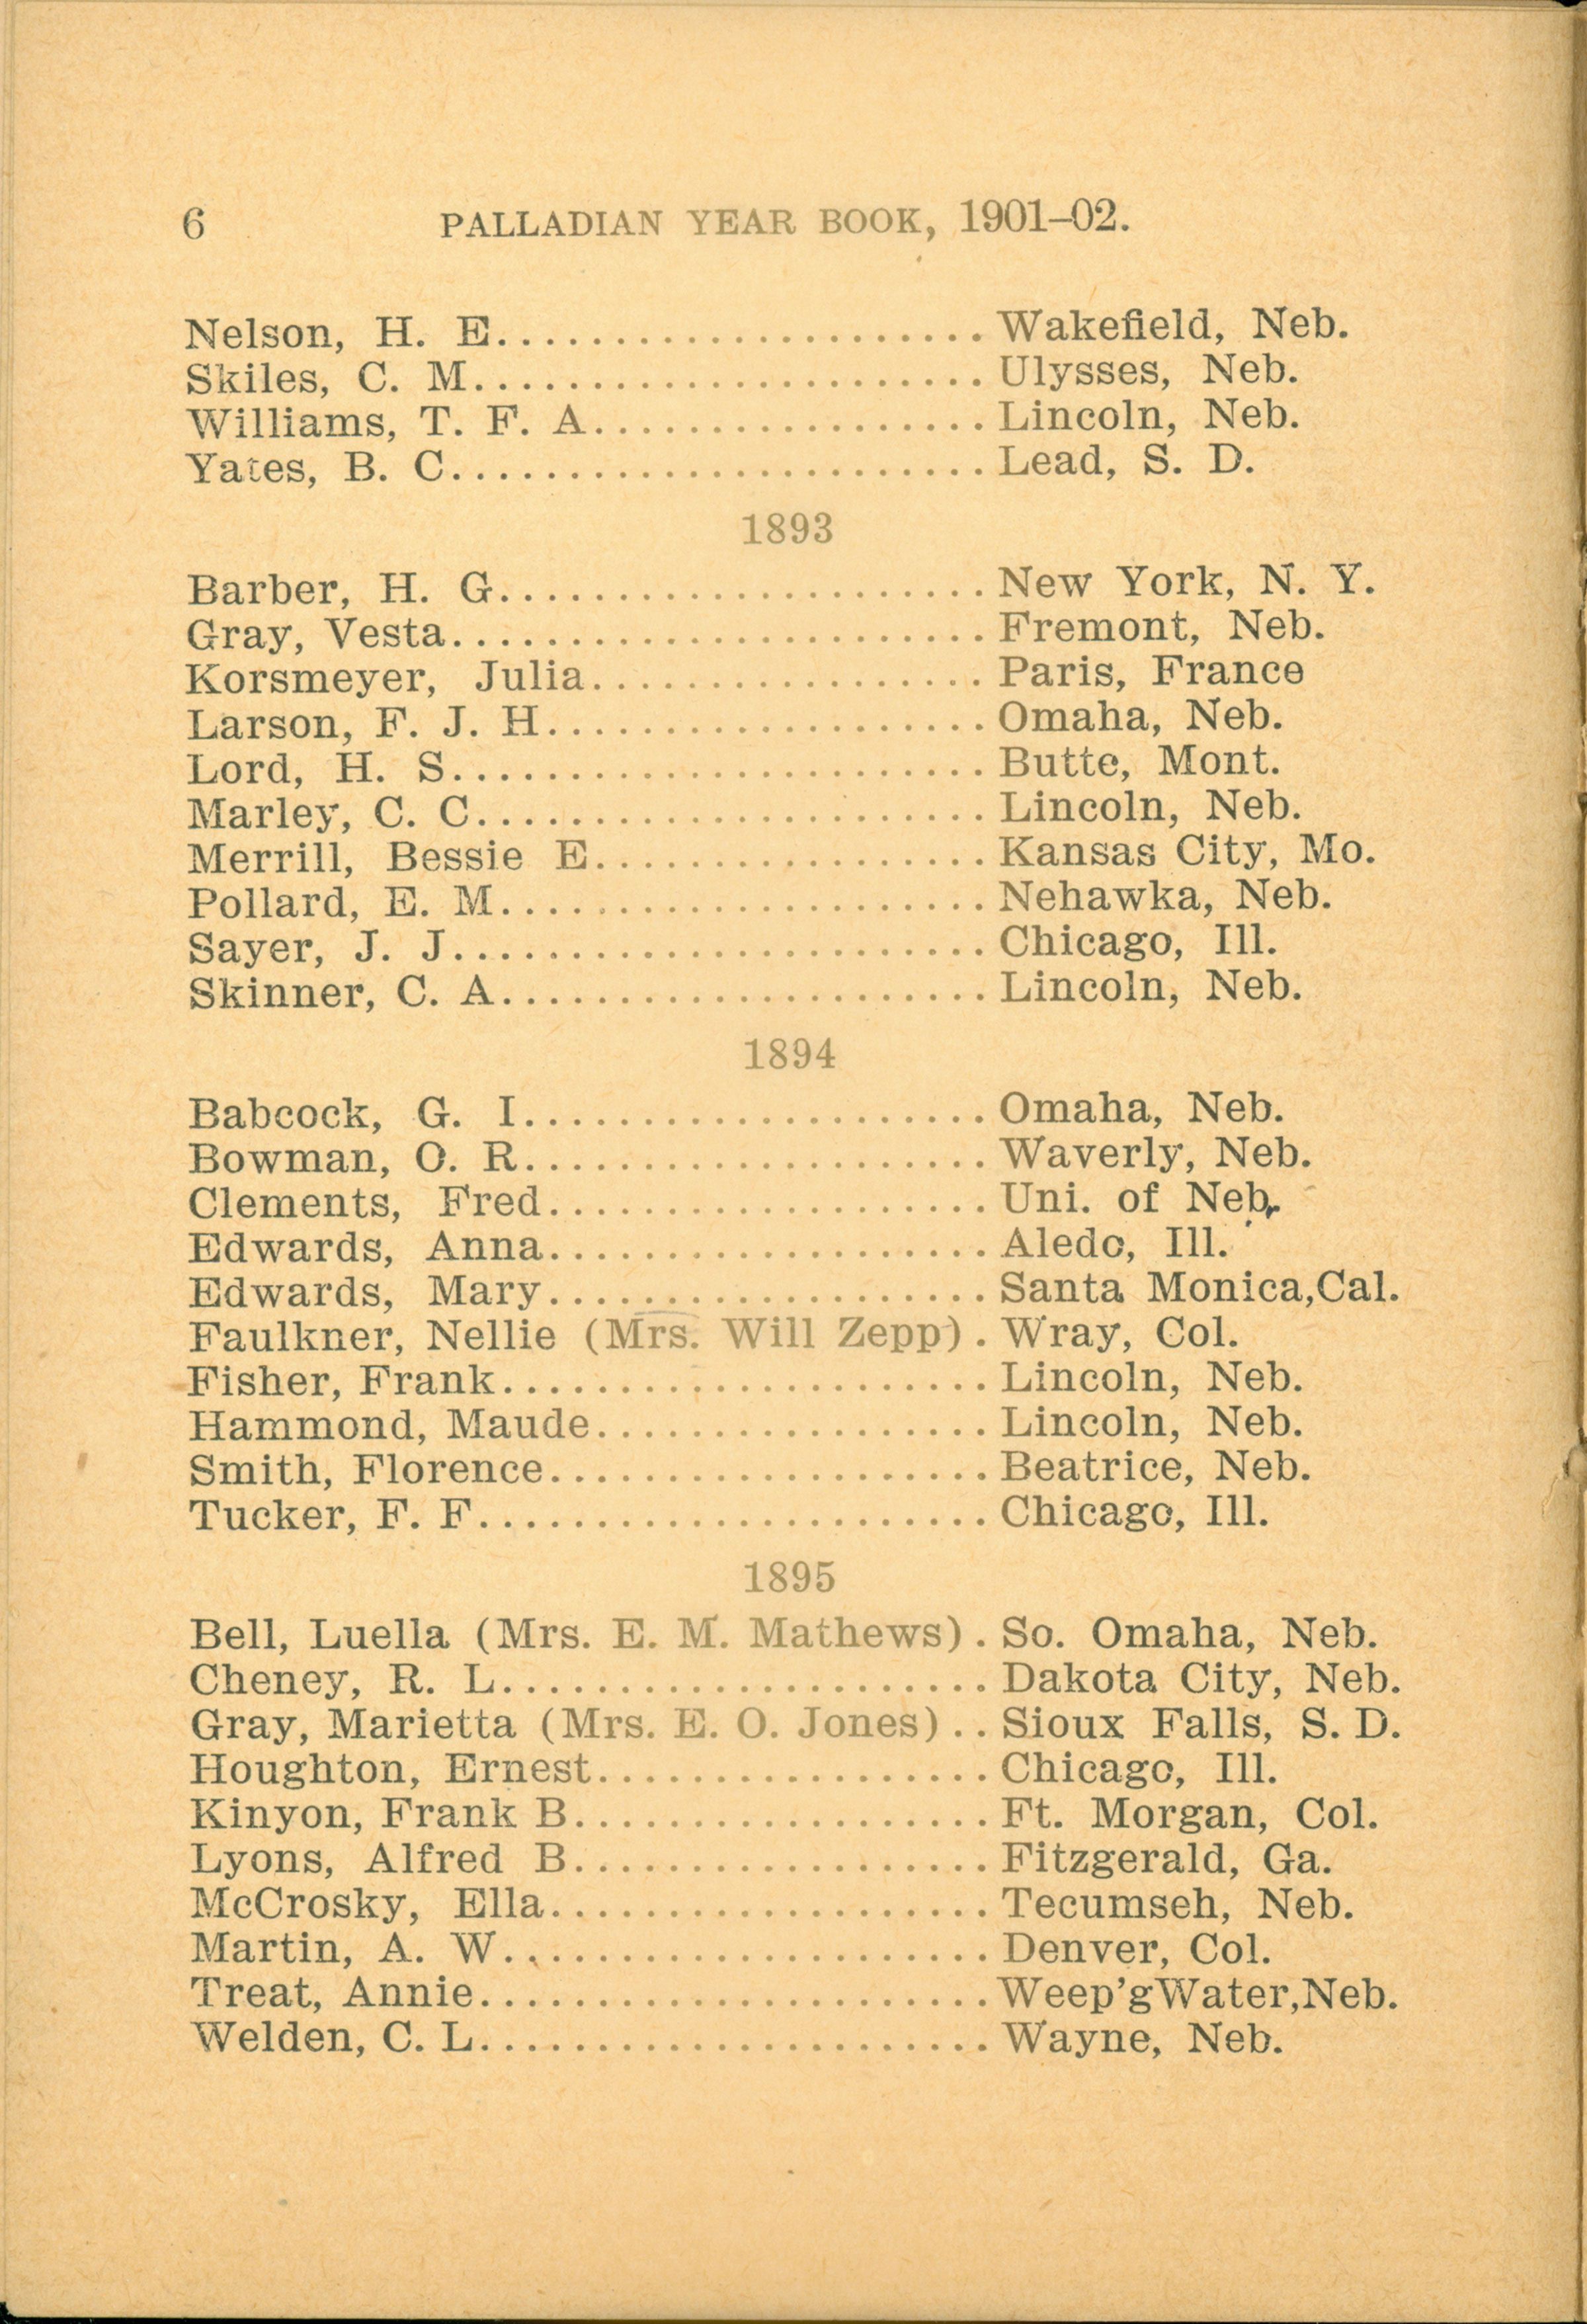 6 PALLADIAN YEAR BOOK, 1901–02.
Nelson, H. E..................... Wakefield, Neb.
Skiles, C. M...................... Ulysses, Neb.
Williams, T. F. A................. Lincoln, Neb.
Yates, B. C....................... Lead, S. D.
1893
Barber, H. G..................... New York, N. Y.
Gray, Vesta....................... Fremont, Neb.
Korsmeyer, Julia................. Paris, France
Larson, F. J. H................... Omaha, Neb.
Lord, H. S....................... Butte, Mont.
Marley, C. C...................... Lincoln, Neb.
Merrill, Bessie E................. Kansas City, Mo.
Pollard, E. M..................... Nehawka, Neb.
Sayer, J. J....................... Chicago, Ill.
Skinner, C. A..................... Lincoln, Neb.
1894
Babcock, G. I.................... Omaha, Neb.
Bowman, O. R.................... Waverly, Neb.
Clements, Fred................... Uni. of Neb.
Edwards, Anna................... Aledo, Ill.
Edwards, Mary................... Santa Monica,Cal.
Faulkner, Nellie (Mrs. Will Zepp). Wray, Col.
Fisher, Frank..................... Lincoln, Neb.
Hammond, Maude................. Lincoln, Neb.
Smith, Florence................... Beatrice, Neb.
Tucker, F. F...................... Chicago, Ill.
1895
Bell, Luella (Mrs. E. M. Mathews). So. Omaha, Neb.
Cheney, R. L..................... Dakota City, Neb.
Gray, Marietta (Mrs. E. O. Jones).. Sioux Falls, S. D.
Houghton, Ernest................. Chicago, Ill.
Kinyon, Frank B.................. Ft. Morgan, Col.
Lyons, Alfred B.................. Fitzgerald, Ga.
McCrosky, Ella................... Tecumseh, Neb.
Martin, A. W..................... Denver, Col.
Treat, Annie...................... Weep'gWater,Neb.
Welden, C. L...................... Wayne, Neb.